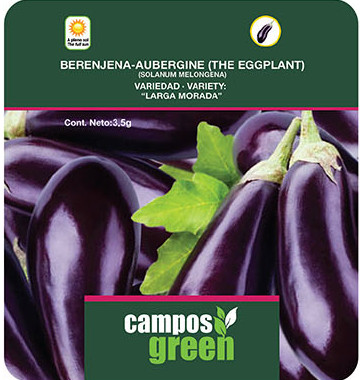 A pleno sol
The full sun
BERENJENA-AUBERGINE (THE EGGPLANT)
(SOLANUM MELONGENA)
VARIEDAD - VARIETY:
“LARGA MORADA”
Cont. Neto:3,5g
campos
green